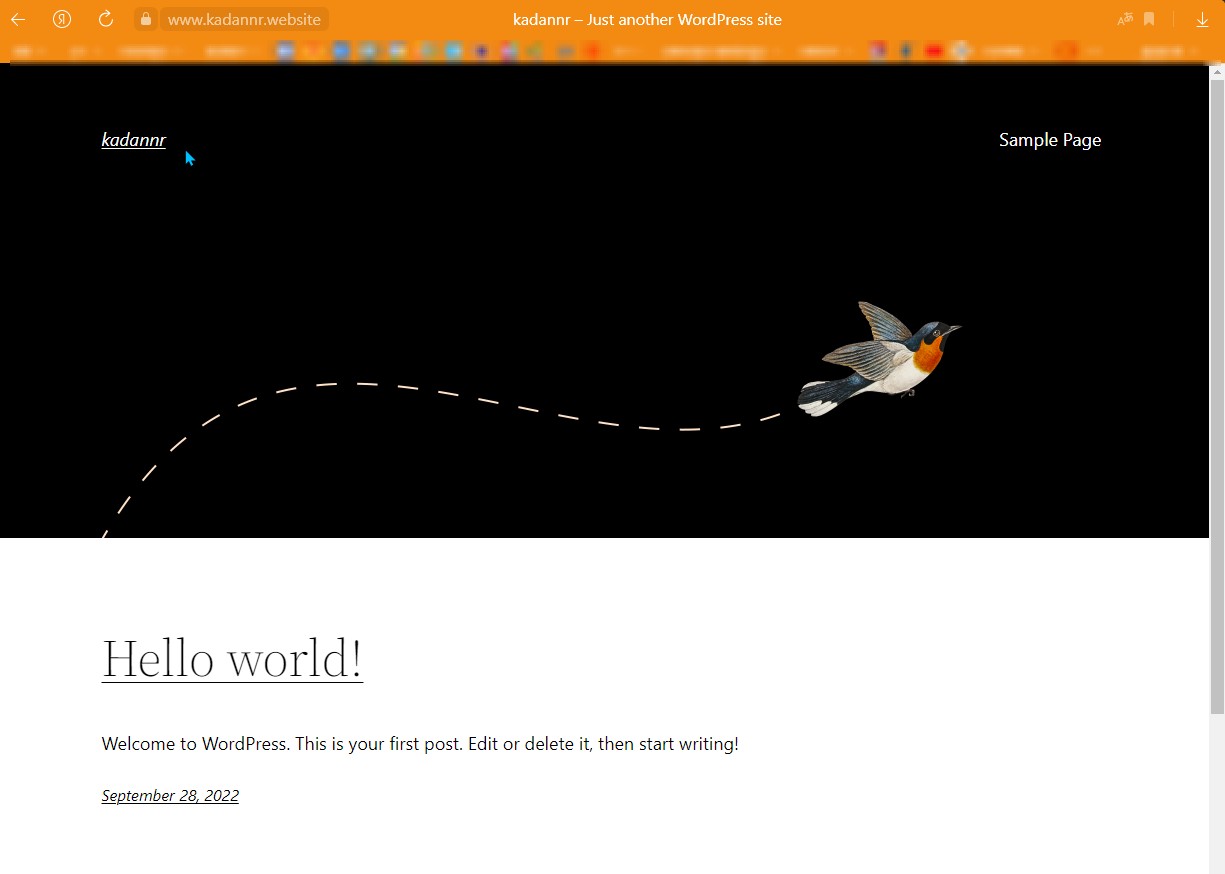 www.kadannr.website
kadannr – Just another WordPress site
kadannr
Sample Page
Hello world!
Welcome to WordPress. This is your first post. Edit or delete it, then start writing!
September 28, 2022